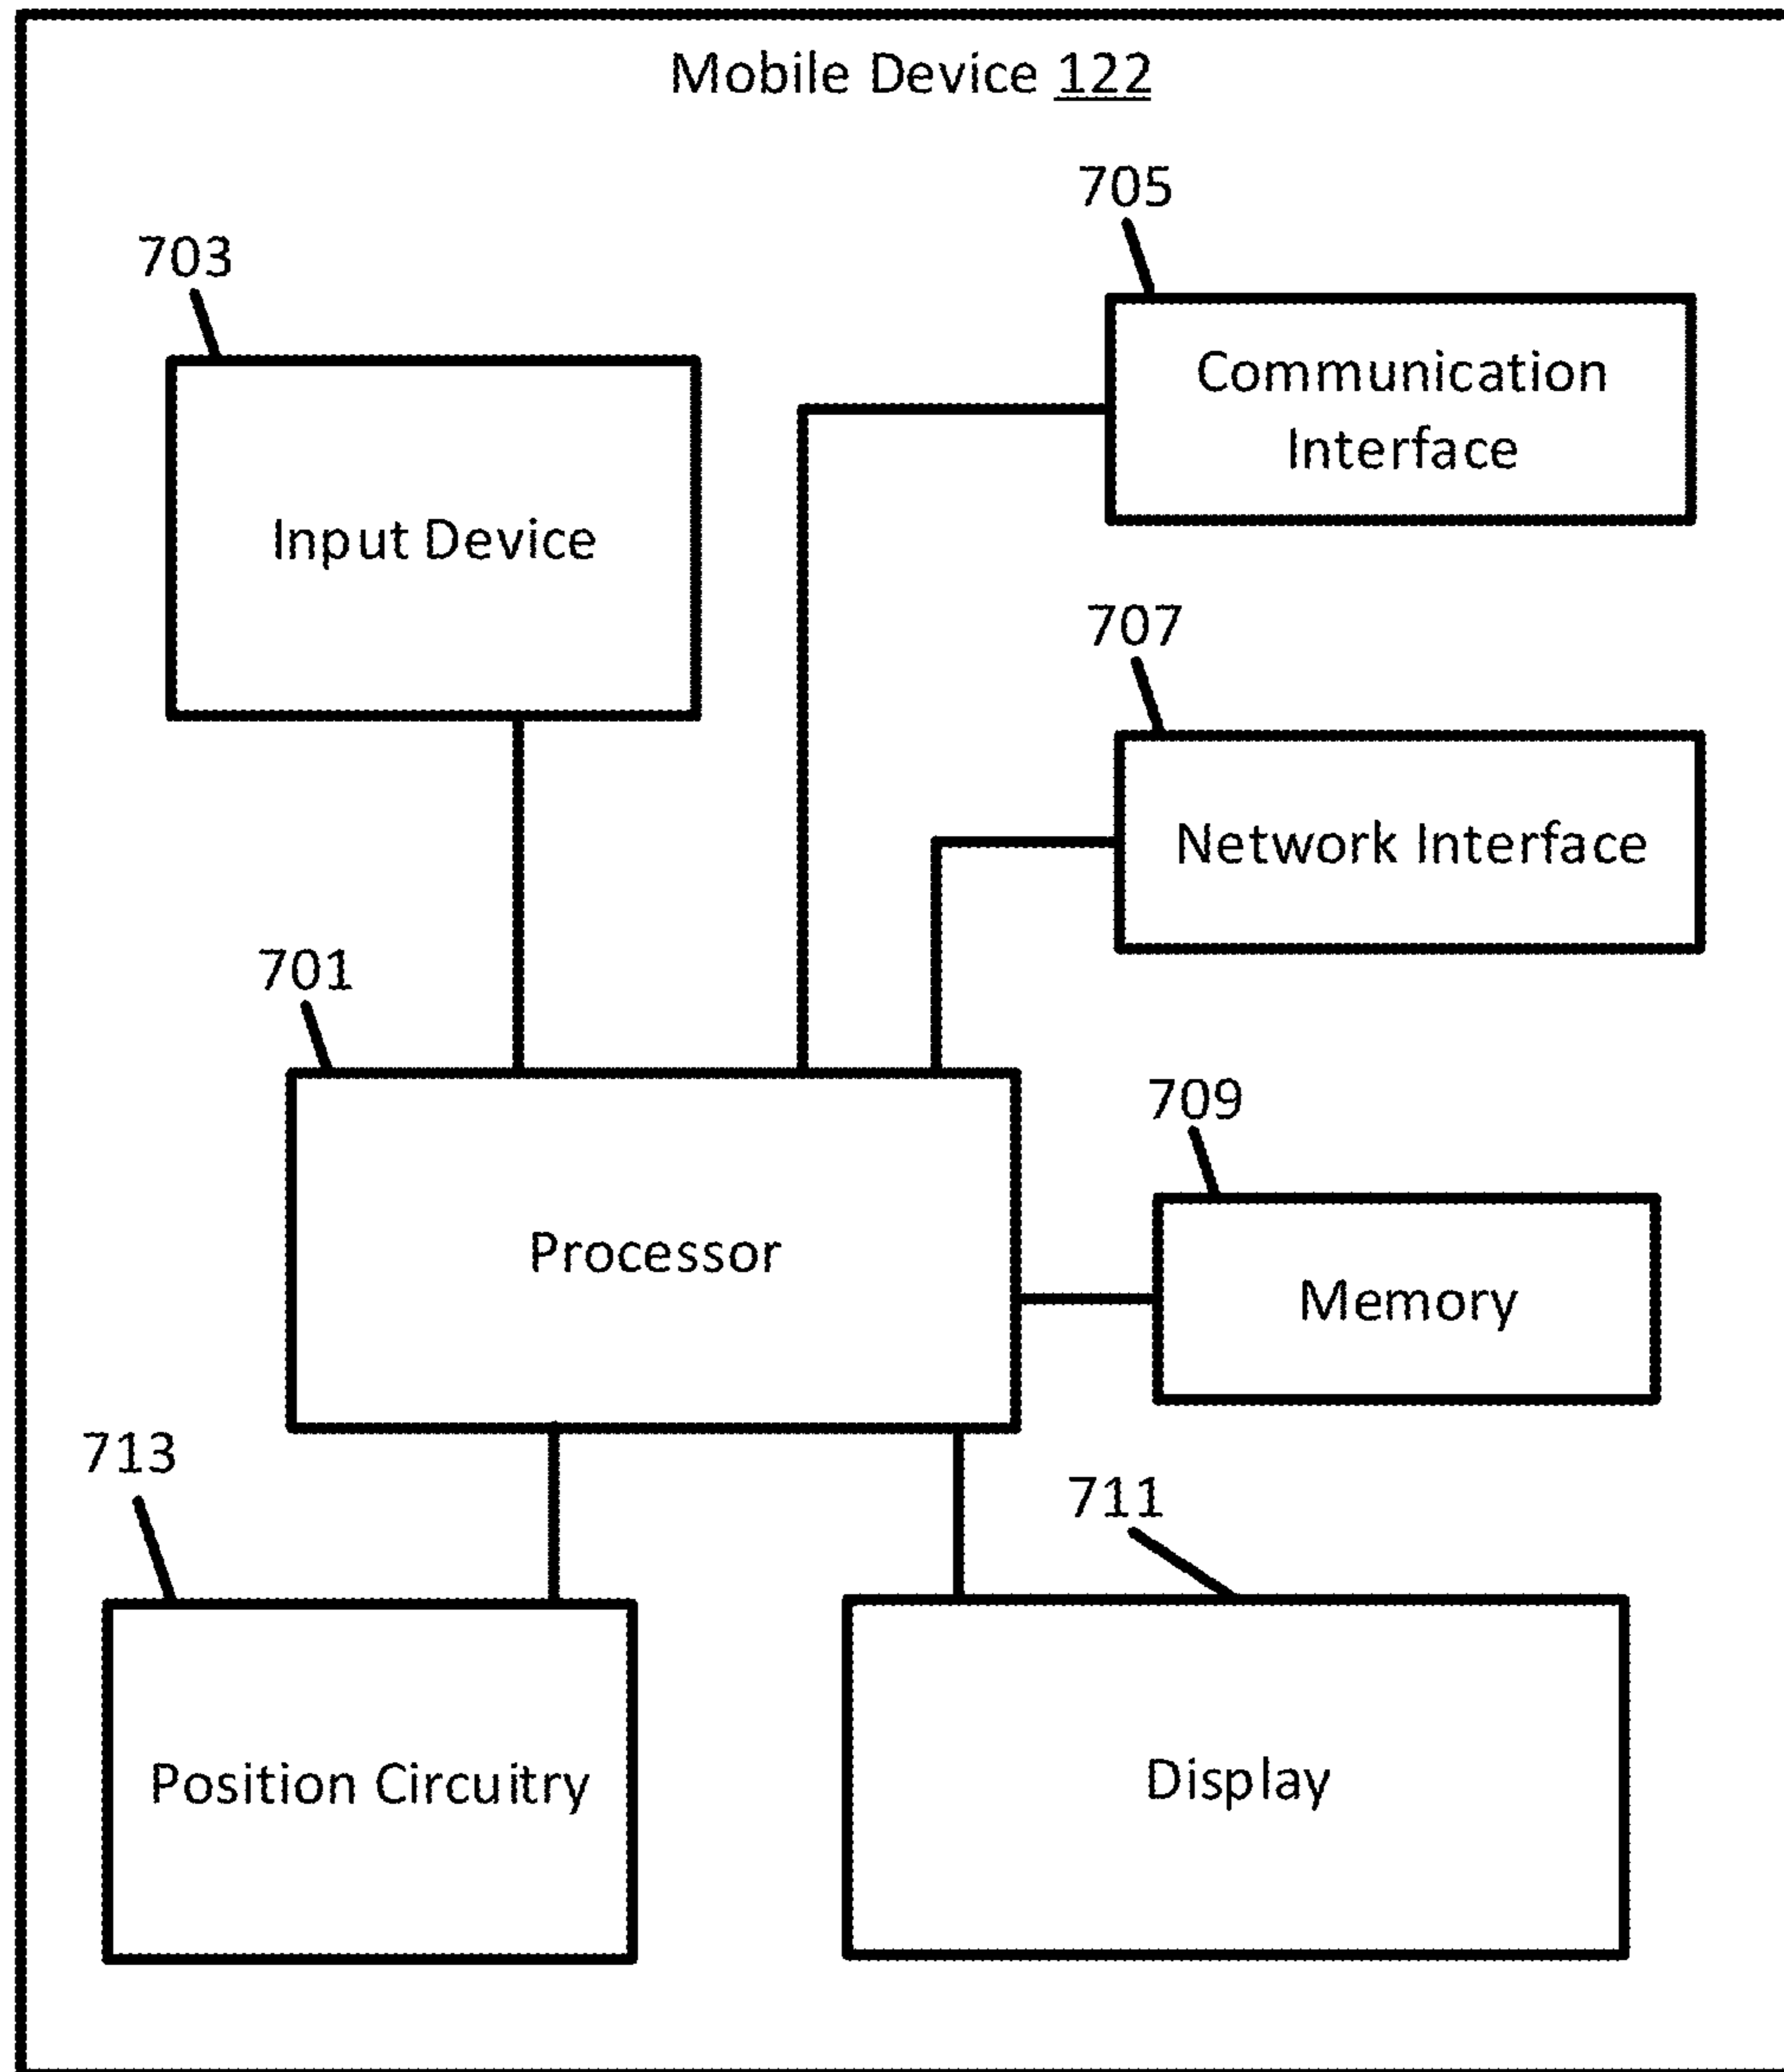 Mobile Device 122
705
703
Communication
Interface
Input Device
707
Network Interface
701
709
Processor
Memory
713
711
Position Circuitry
Display